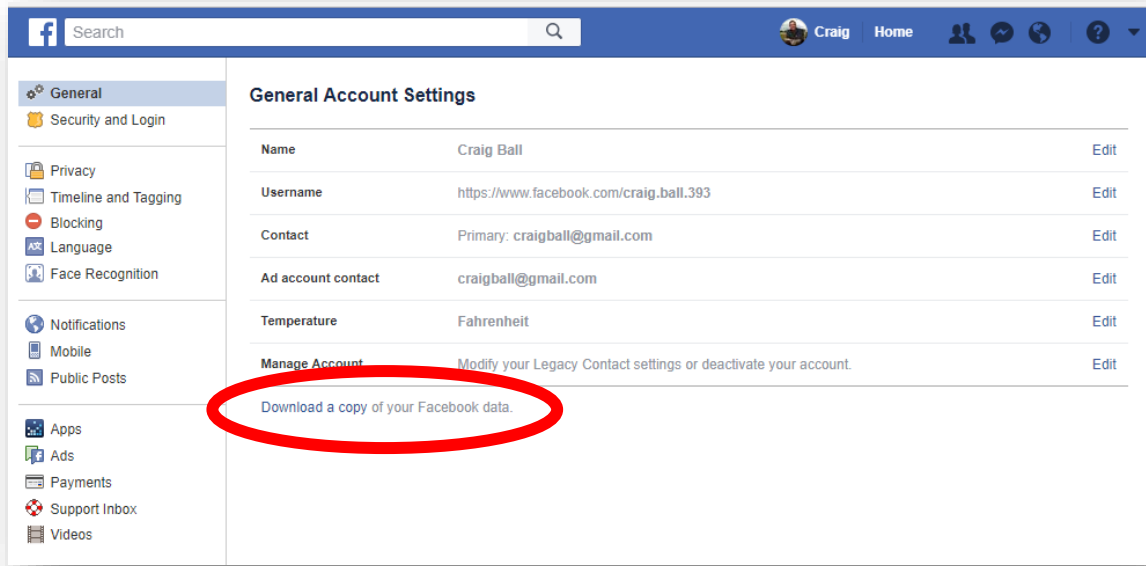 f Search Craig Home
General
Security and Login
Privacy
Timeline and Tagging
Blocking
Language
Face Recognition
Notifications
Mobile
Public Posts
Apps
Ads
Payments
Support Inbox
Videos
General Account Settings
Name Craig Ball Edit
Username https://www.facebook.com/craig.ball.393 Edit
Contact Primary: craigball@gmail.com Edit
Ad account contact craigball@gmail.com Edit
Temperature Fahrenheit Edit
Manage Account Modify your Legacy Contact settings or deactivate your account. Edit
Download a copy of your Facebook data.